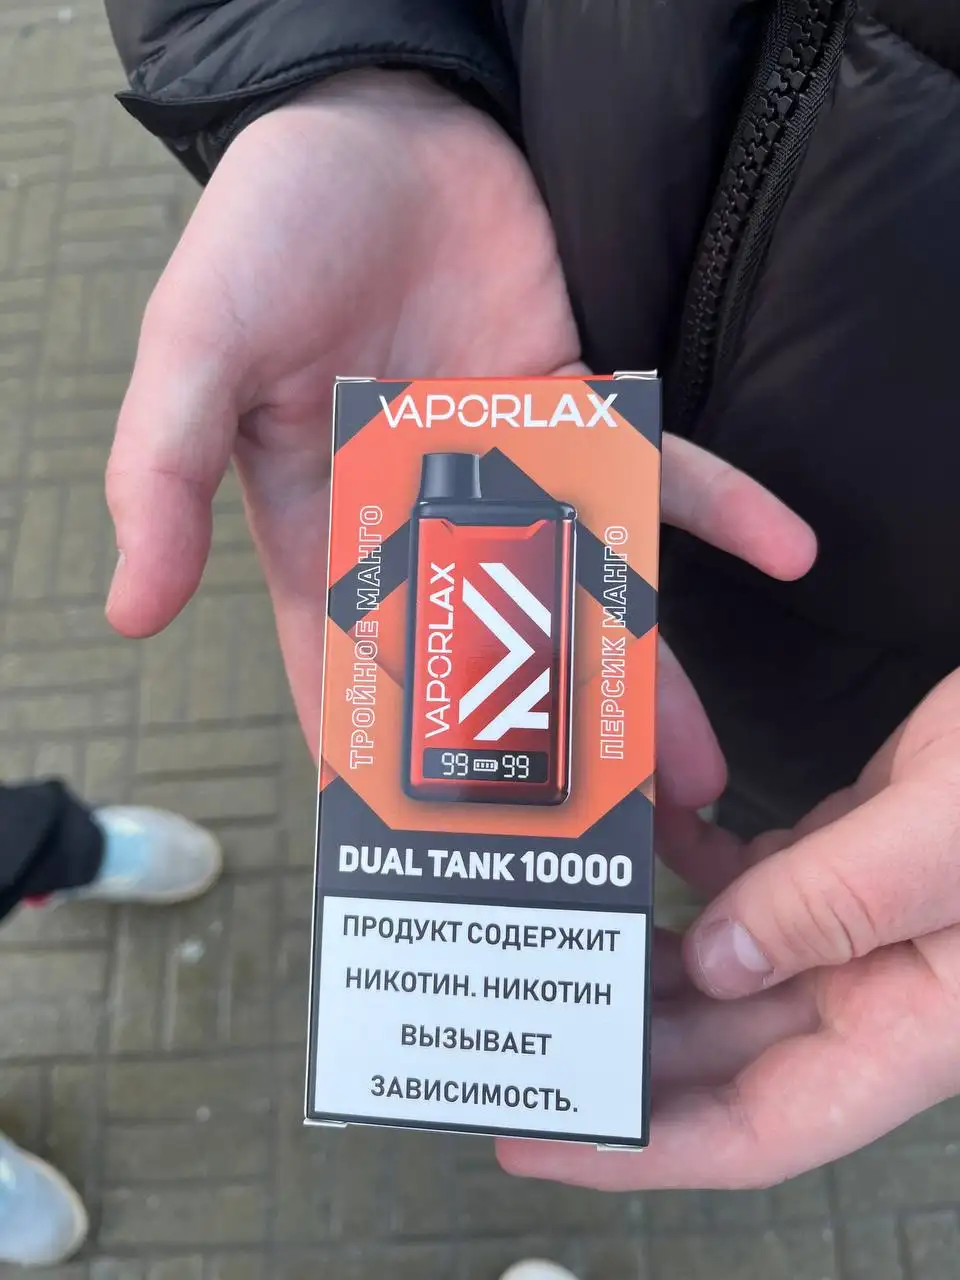 VAPORLAX
ТРОЙНОЕ МАНГО
VAPORLAX
ПЕРСИК МАНГО
99 99
DUAL TANK 10000
ПРОДУКТ СОДЕРЖИТ
НИКОТИН. НИКОТИН
ВЫЗЫВАЕТ
ЗАВИСИМОСТЬ.